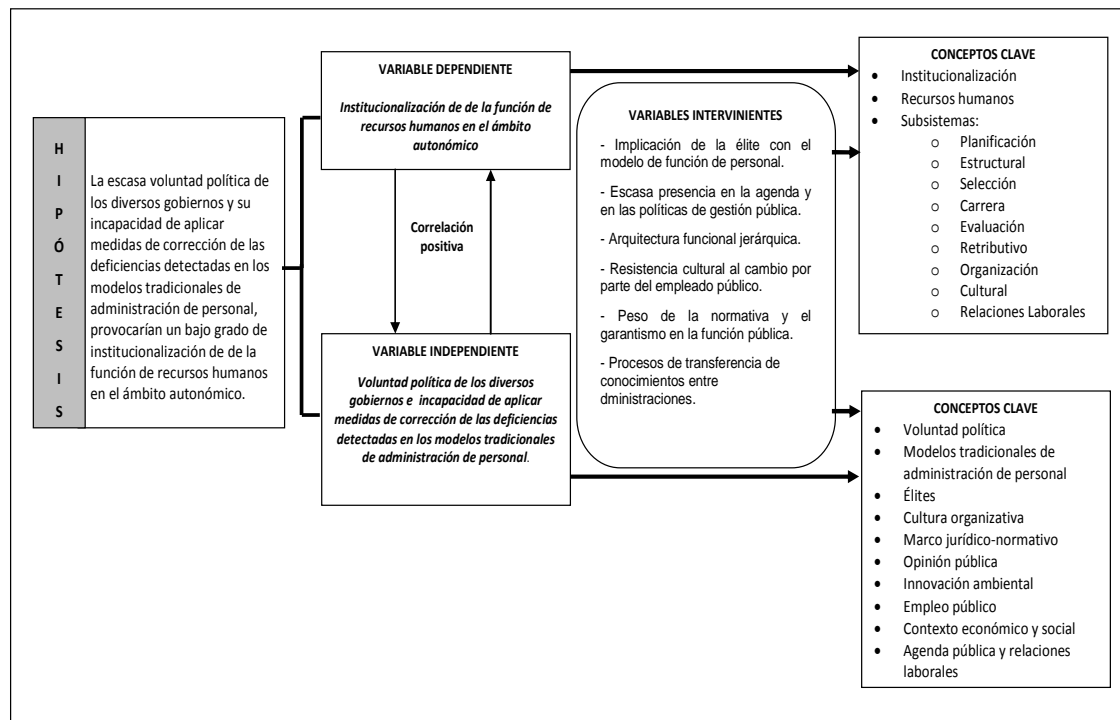 H
I
P
Ó
T
E
S
I
S
La escasa voluntad política de
los diversos gobiernos y su
incapacidad de aplicar
medidas de corrección de las
deficiencias detectadas en los
modelos tradicionales de
administración de personal,
provocarían un bajo grado de
institucionalización de de la
función de recursos humanos
en el ámbito autonómico.
VARIABLE DEPENDIENTE
Institucionalización de de la función de
recursos humanos en el ámbito
autonómico
Correlación
positiva
VARIABLE INDEPENDIENTE
Voluntad política de los diversos
gobiernos e incapacidad de aplicar
medidas de corrección de las deficiencias
detectadas en los modelos tradicionales
de administración de personal.
VARIABLES INTERVINIENTES
- Implicación de la élite con el
modelo de función de personal.
- Escasa presencia en la agenda y
en las políticas de gestión pública.
- Arquitectura funcional jerárquica.
- Resistencia cultural al cambio por
parte del empleado público.
- Peso de la normativa y el
garantismo en la función pública.
- Procesos de transferencia de
conocimientos entre
dministraciones.
CONCEPTOS CLAVE
• Institucionalización
• Recursos humanos
• Subsistemas:
o Planificación
o Estructural
o Selección
o Carrera
o Evaluación
o Retributivo
o Organización
o Cultural
o Relaciones Laborales
CONCEPTOS CLAVE
• Voluntad política
• Modelos tradicionales de
administración de personal
• Élites
• Cultura organizativa
• Marco jurídico-normativo
• Opinión pública
• Innovación ambiental
• Empleo público
• Contexto económico y social
• Agenda pública y relaciones
laborales